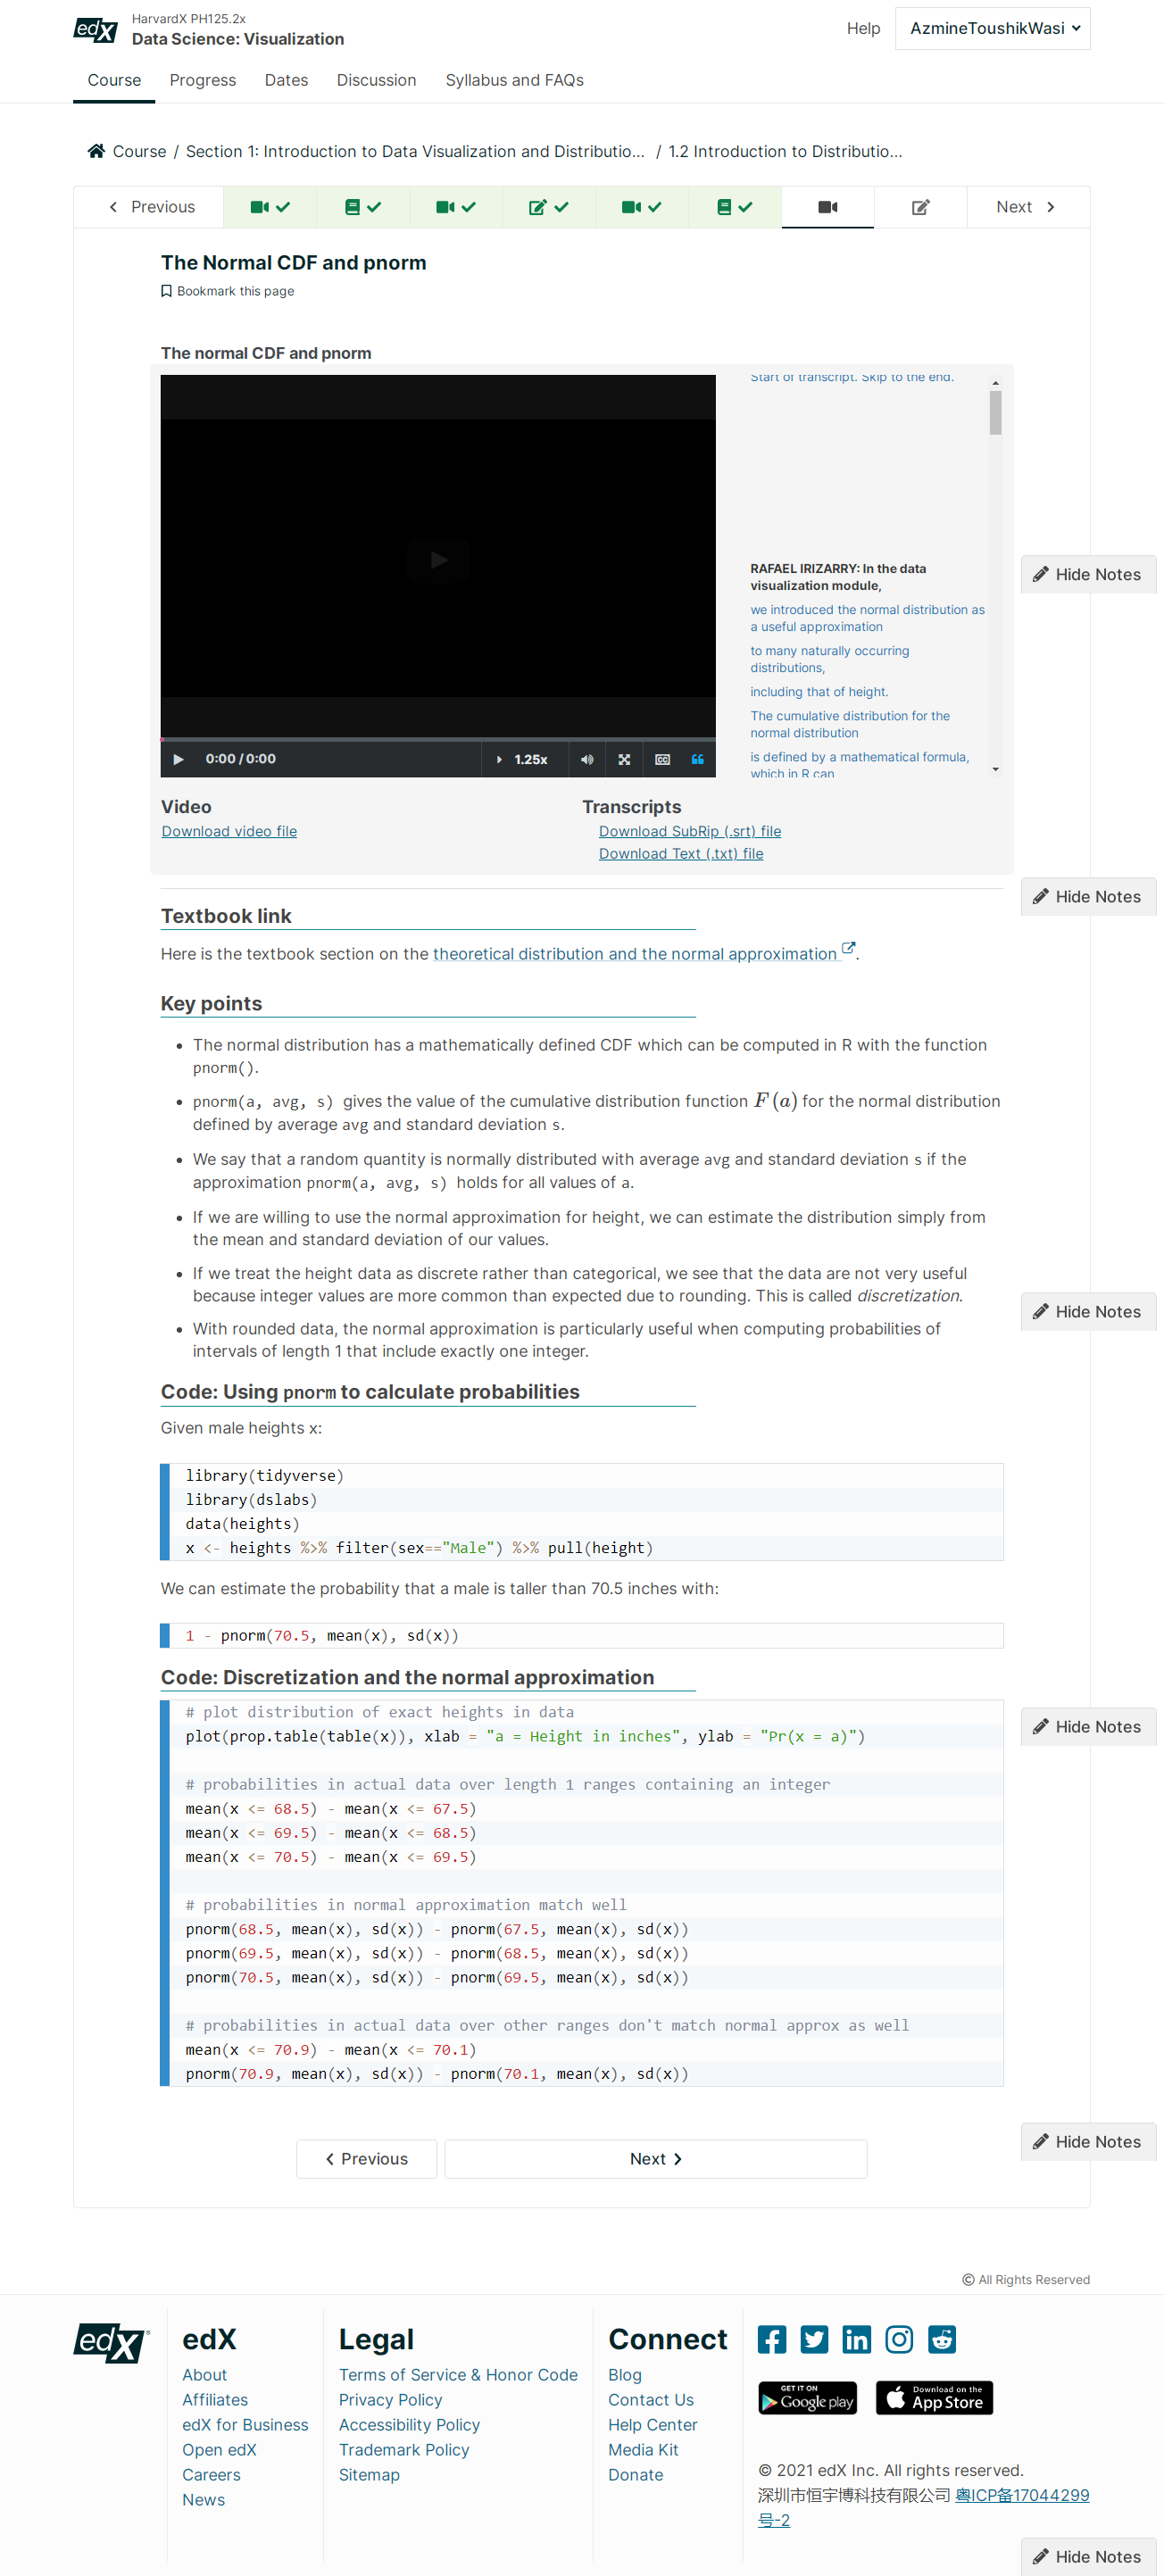 edX
HarvardX PH125.2x
Data Science: Visualization
Help
AzmineToushikWasi
Course
Progress
Dates
Discussion
Syllabus and FAQs
Course / Section 1: Introduction to Data Visualization and Distributio... / 1.2 Introduction to Distributio...
Previous
Next
The Normal CDF and pnorm
Bookmark this page
The normal CDF and pnorm
Start of transcript. Skip to the end.
RAFAEL IRIZARRY: In the data
visualization module,
we introduced the normal distribution as
a useful approximation
to many naturally occurring
distributions,
including that of height.
The cumulative distribution for the
normal distribution
is defined by a mathematical formula,
which in R can
0:00 / 0:00
1.25x
CC
Hide Notes
Video
Download video file
Transcripts
Download SubRip (.srt) file
Download Text (.txt) file
Hide Notes
Textbook link
Here is the textbook section on the theoretical distribution and the normal approximation .
Key points
• The normal distribution has a mathematically defined CDF which can be computed in R with the function
pnorm().
• pnorm(a, avg, s) gives the value of the cumulative distribution function F (a) for the normal distribution
defined by average avg and standard deviation s.
• We say that a random quantity is normally distributed with average avg and standard deviation s if the
approximation pnorm(a, avg, s) holds for all values of a.
• If we are willing to use the normal approximation for height, we can estimate the distribution simply from
the mean and standard deviation of our values.
• If we treat the height data as discrete rather than categorical, we see that the data are not very useful
because integer values are more common than expected due to rounding. This is called discretization.
Hide Notes
• With rounded data, the normal approximation is particularly useful when computing probabilities of
intervals of length 1 that include exactly one integer.
Code: Using pnorm to calculate probabilities
Given male heights x:
library(tidyverse)
library(dslabs)
data(heights)
x <- heights %>% filter(sex=="Male") %>% pull(height)
We can estimate the probability that a male is taller than 70.5 inches with:
1 - pnorm(70.5, mean(x), sd(x))
Code: Discretization and the normal approximation
# plot distribution of exact heights in data
plot(prop.table(table(x)), xlab = "a = Height in inches", ylab = "Pr(x = a)")
Hide Notes
# probabilities in actual data over length 1 ranges containing an integer
mean(x <= 68.5) - mean(x <= 67.5)
mean(x <= 69.5) - mean(x <= 68.5)
mean(x <= 70.5) - mean(x <= 69.5)
# probabilities in normal approximation match well
pnorm(68.5, mean(x), sd(x)) - pnorm(67.5, mean(x), sd(x))
pnorm(69.5, mean(x), sd(x)) - pnorm(68.5, mean(x), sd(x))
pnorm(70.5, mean(x), sd(x)) - pnorm(69.5, mean(x), sd(x))
# probabilities in actual data over other ranges don't match normal approx as well
mean(x <= 70.9) - mean(x <= 70.1)
pnorm(70.9, mean(x), sd(x)) - pnorm(70.1, mean(x), sd(x))
Hide Notes
Previous
Next
© All Rights Reserved
edX®
edX
About
Affiliates
edX for Business
Open edX
Careers
News
Legal
Terms of Service & Honor Code
Privacy Policy
Accessibility Policy
Trademark Policy
Sitemap
Connect
Blog
Contact Us
Help Center
Media Kit
Donate
GET IT ON
Google play
Download on the
App Store
© 2021 edX Inc. All rights reserved.
深圳市恒宇博科技有限公司 粤ICP备17044299
号-2
Hide Notes